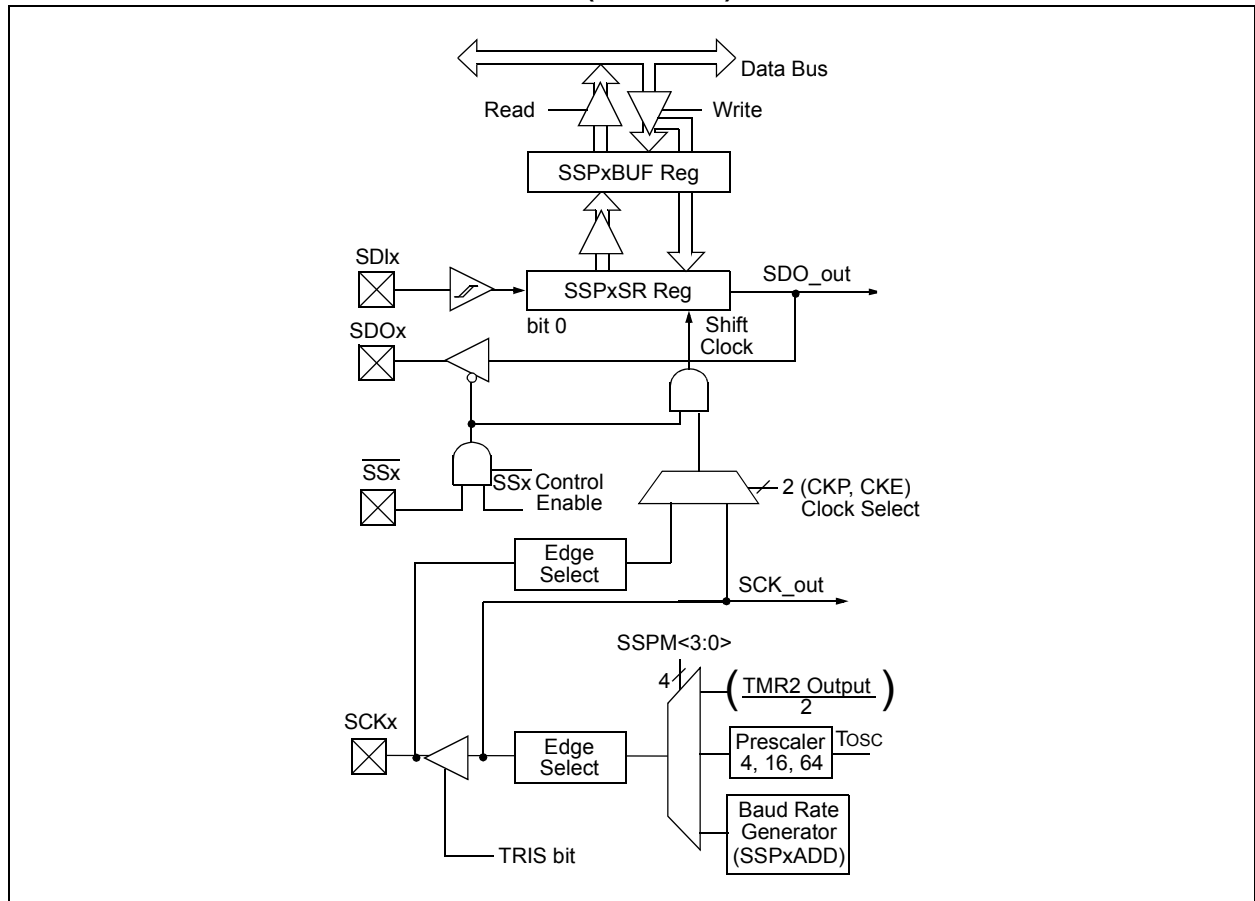 Data Bus
Read
Write
SSPxBUF Reg
SDIx
SSPxSR Reg
SDO_out
bit 0
Shift
Clock
SDOx
SSx
SSx Control
Enable
2 (CKP, CKE)
Clock Select
Edge
Select
SCK_out
SSPM<3:0>
4
(TMR2 Output)
2
SCKx
Edge
Select
Prescaler
4, 16, 64
TOSC
Baud Rate
Generator
(SSPxADD)
TRIS bit